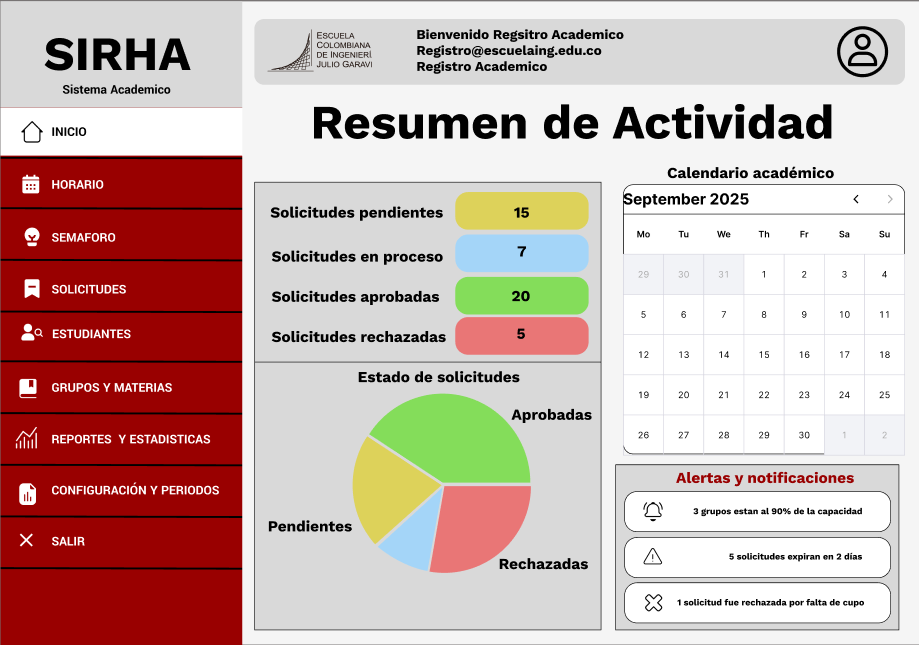 SIRHA
Sistema Academico
INICIO
HORARIO
SEMAFORO
SOLICITUDES
ESTUDIANTES
GRUPOS Y MATERIAS
REPORTES Y ESTADISTICAS
CONFIGURACIÓN Y PERIODOS
SALIR
ESCUELA
COLOMBIANA
DE INGENIERÍ
JULIO GARAVI
Bienvenido Regsitro Academico
Registro@escuelaing.edu.co
Registro Academico
Resumen de Actividad
Solicitudes pendientes 15
Solicitudes en proceso 7
Solicitudes aprobadas 20
Solicitudes rechazadas 5
Estado de solicitudes
Aprobadas
Pendientes
Rechazadas
Calendario académico
September 2025
Mo Tu We Th Fr Sa Su
29 30 31 1 2 3 4
5 6 7 8 9 10 11
12 13 14 15 16 17 18
19 20 21 22 23 24 25
26 27 28 29 30 1 2
Alertas y notificaciones
3 grupos estan al 90% de la capacidad
5 solicitudes expiran en 2 días
1 solicitud fue rechazada por falta de cupo